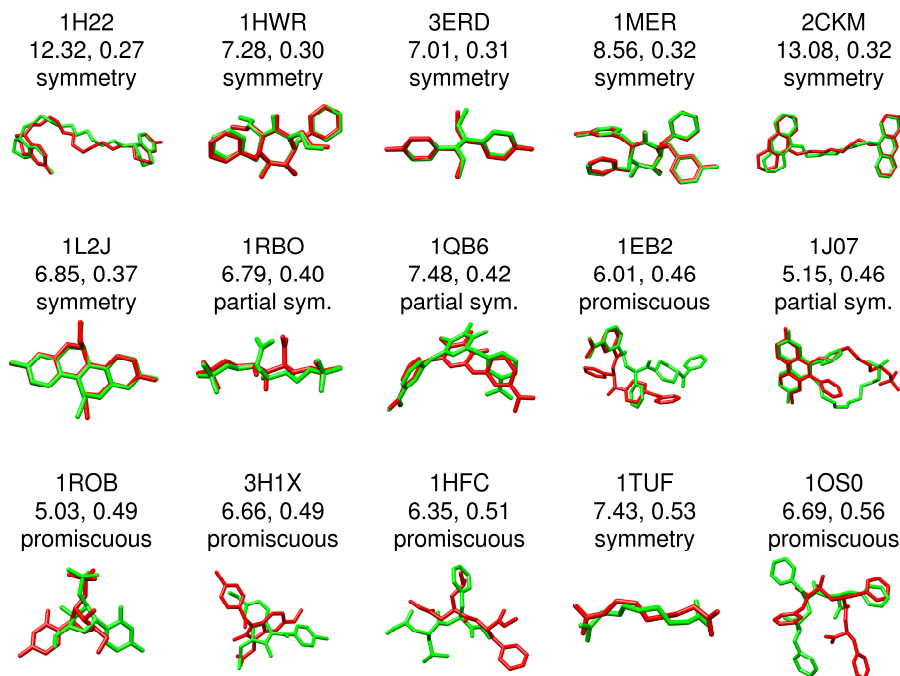 1H22 1HWR 3ERD 1MER 2CKM
12.32, 0.27 7.28, 0.30 7.01, 0.31 8.56, 0.32 13.08, 0.32
symmetry symmetry symmetry symmetry symmetry
1L2J 1RBO 1QB6 1EB2 1J07
6.85, 0.37 6.79, 0.40 7.48, 0.42 6.01, 0.46 5.15, 0.46
symmetry partial sym. partial sym. promiscuous partial sym.
1ROB 3H1X 1HFC 1TUF 1OS0
5.03, 0.49 6.66, 0.49 6.35, 0.51 7.43, 0.53 6.69, 0.56
promiscuous promiscuous promiscuous symmetry promiscuous